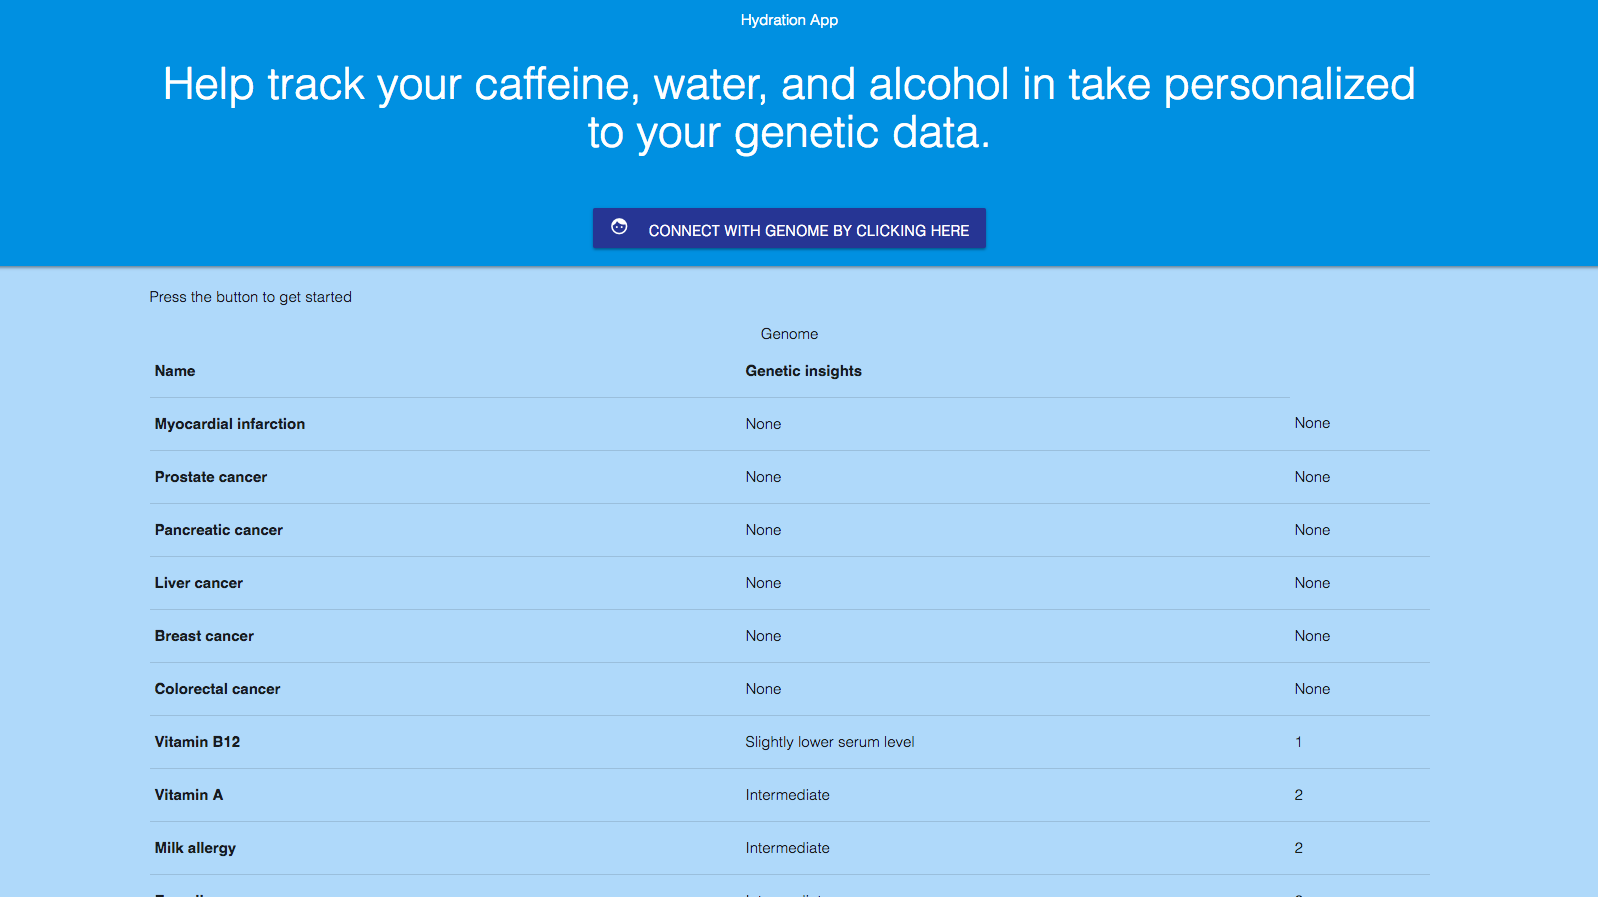 Hydration App
Help track your caffeine, water, and alcohol in take personalized
to your genetic data.
CONNECT WITH GENOME BY CLICKING HERE
Press the button to get started
Genome
Name Genetic insights
Myocardial infarction None None
Prostate cancer None None
Pancreatic cancer None None
Liver cancer None None
Breast cancer None None
Colorectal cancer None None
Vitamin B12 Slightly lower serum level 1
Vitamin A Intermediate 2
Milk allergy Intermediate 2